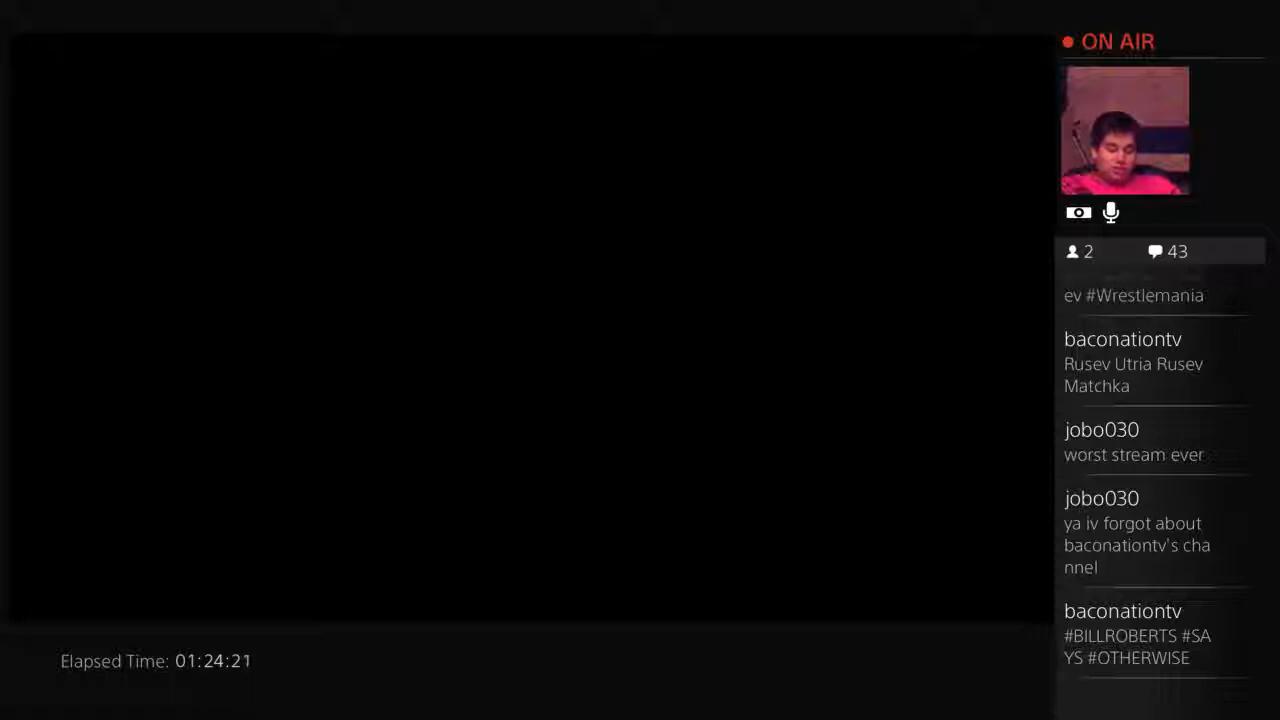 ON AIR
2 43
ev #Wrestlemania
baconationtv
Rusev Utria Rusev
Matchka
jobo030
worst stream ever
jobo030
ya iv forgot about
baconationtv's cha
nnel
baconationtv
#BILLROBERTS #SA
YS #OTHERWISE
Elapsed Time: 01:24:21